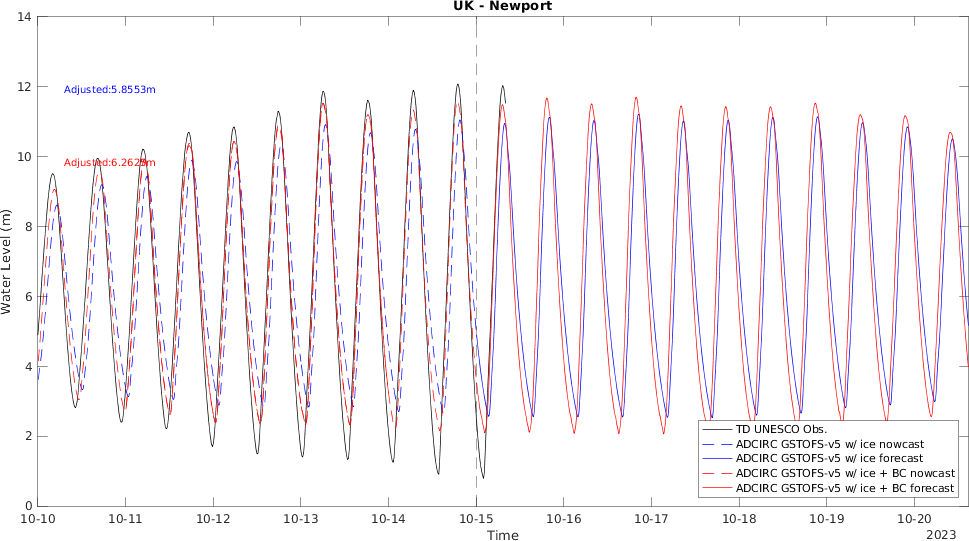 UK - Newport
14
12
10
8
6
4
2
0
Water Level (m)
Adjusted:5.8553m
Adjusted:6.2625m
TD UNESCO Obs.
ADCIRC GSTOFS-v5 w/ ice nowcast
ADCIRC GSTOFS-v5 w/ ice forecast
ADCIRC GSTOFS-v5 w/ ice + BC nowcast
ADCIRC GSTOFS-v5 w/ ice + BC forecast
10-10 10-11 10-12 10-13 10-14 10-15 10-16 10-17 10-18 10-19 10-20
Time
2023